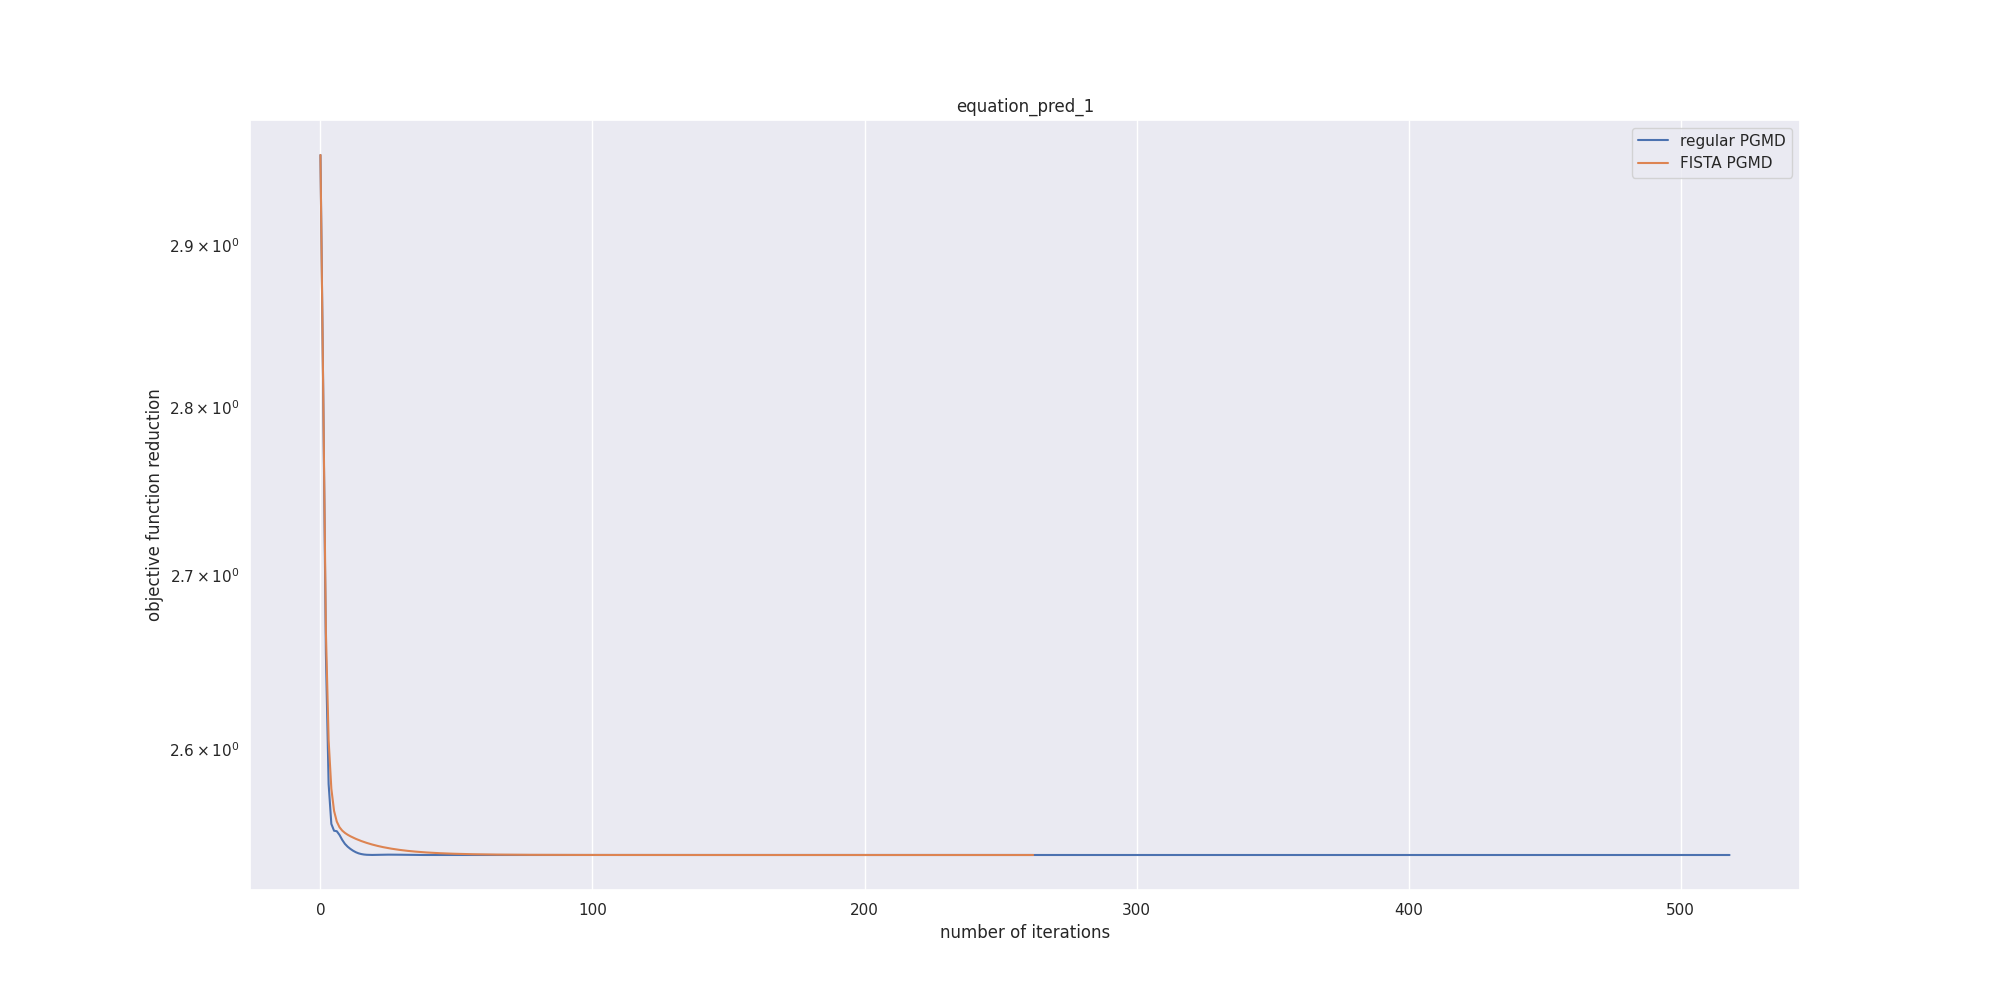 equation_pred_1
regular PGMD
FISTA PGMD
objective function reduction
2.9 × 10⁰
2.8 × 10⁰
2.7 × 10⁰
2.6 × 10⁰
0 100 200 300 400 500
number of iterations